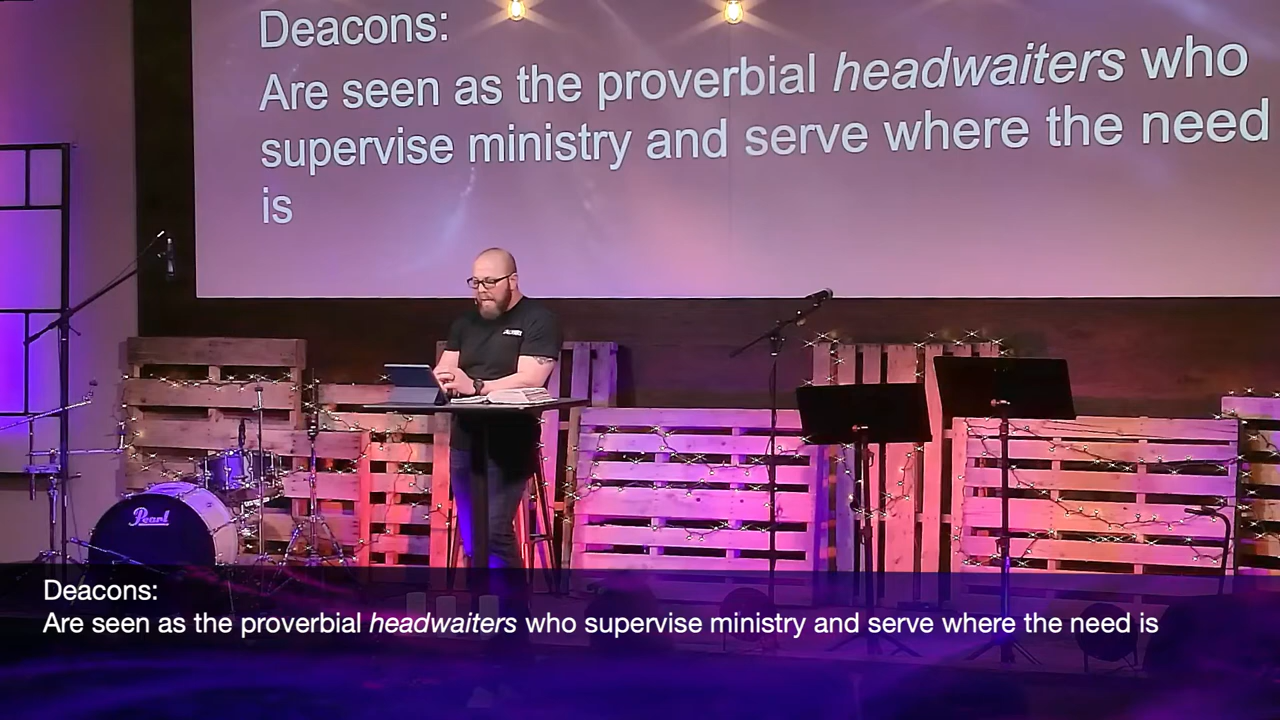 Deacons:
Are seen as the proverbial headwaiters who
supervise ministry and serve where the need
is
Pearl
Deacons:
Are seen as the proverbial headwaiters who supervise ministry and serve where the need is